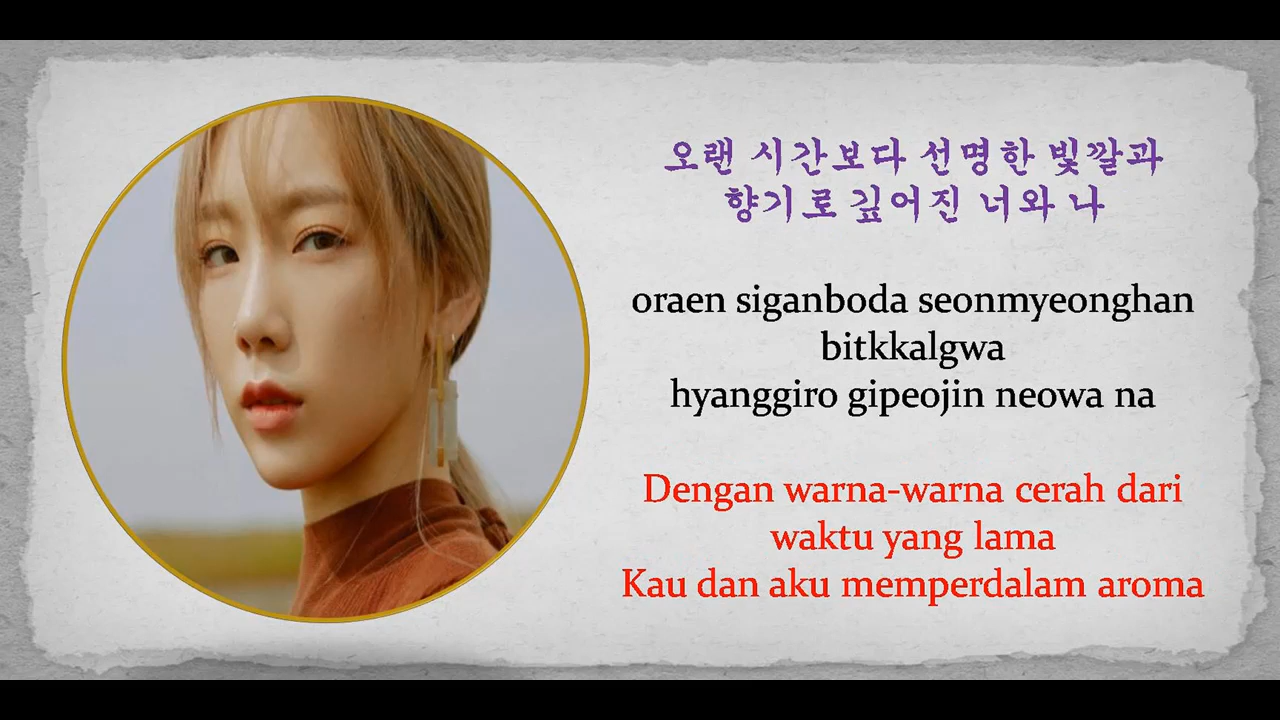 오랜 시간보다 선명한 빛깔과
향기로 깊어진 너와 나
oraen siganboda seonmyeonghan
bitkkalgwa
hyanggiro gipeojin neowa na
Dengan warna-warna cerah dari
waktu yang lama
Kau dan aku memperdalam aroma